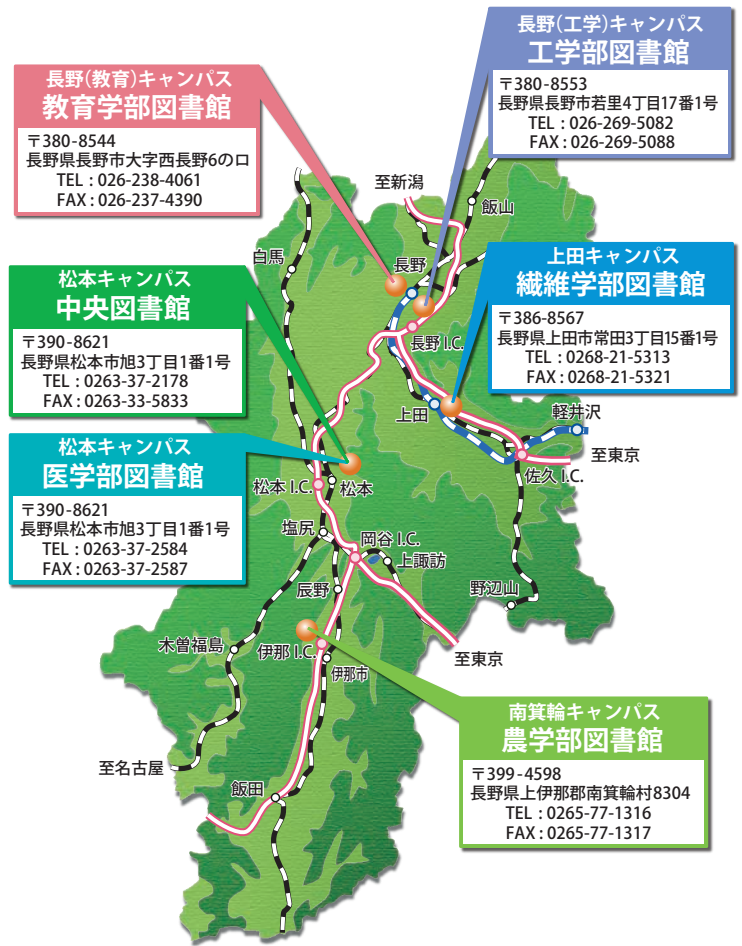 長野(工学)キャンパス
工学部図書館
〒380-8553
長野県長野市若里4丁目17番1号
TEL : 026-269-5082
FAX : 026-269-5088
長野(教育)キャンパス
教育学部図書館
〒380-8544
長野県長野市大字西長野6のロ
TEL : 026-238-4061
FAX : 026-237-4390
至新潟
飯山
白馬
長野
長野 I.C.
上田キャンパス
繊維学部図書館
〒386-8567
長野県上田市常田3丁目15番1号
TEL : 0268-21-5313
FAX : 0268-21-5321
松本キャンパス
中央図書館
〒390-8621
長野県松本市旭3丁目1番1号
TEL : 0263-37-2178
FAX : 0263-33-5833
上田
軽井沢
至東京
佐久 I.C.
松本キャンパス
医学部図書館
〒390-8621
長野県松本市旭3丁目1番1号
TEL : 0263-37-2584
FAX : 0263-37-2587
松本 I.C.
松本
塩尻
岡谷 I.C.
上諏訪
辰野
野辺山
木曽福島
伊那 I.C.
伊那市
至東京
南箕輪キャンパス
農学部図書館
〒399-4598
長野県上伊那郡南箕輪村8304
TEL : 0265-77-1316
FAX : 0265-77-1317
至名古屋
飯田